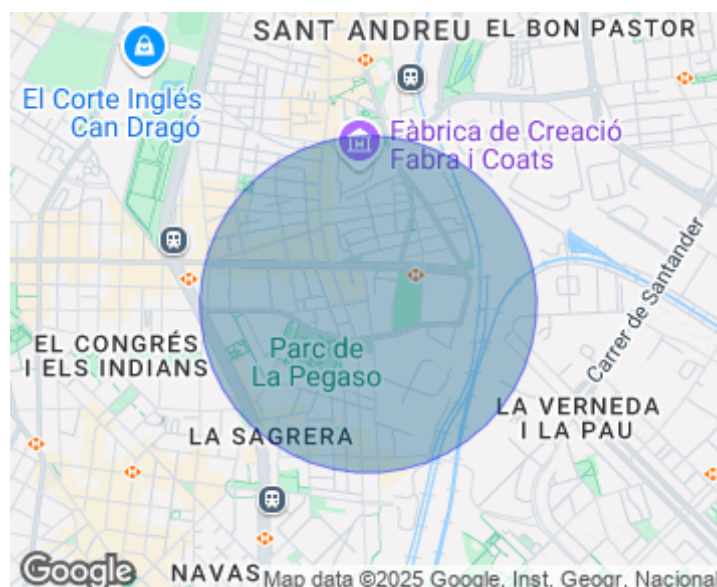 SANT ANDREU
EL BON PASTOR
El Corte Inglés
Can Dragó
Fàbrica de Creació
Fabra i Coats
Carrer de Santander
EL CONGRÉS
I ELS INDIANS
Parc de
La Pegaso
LA VERNEDA
I LA PAU
LA SAGRERA
NAVAS
Google
Map data ©2025 Google, Inst. Geogr. Nacional